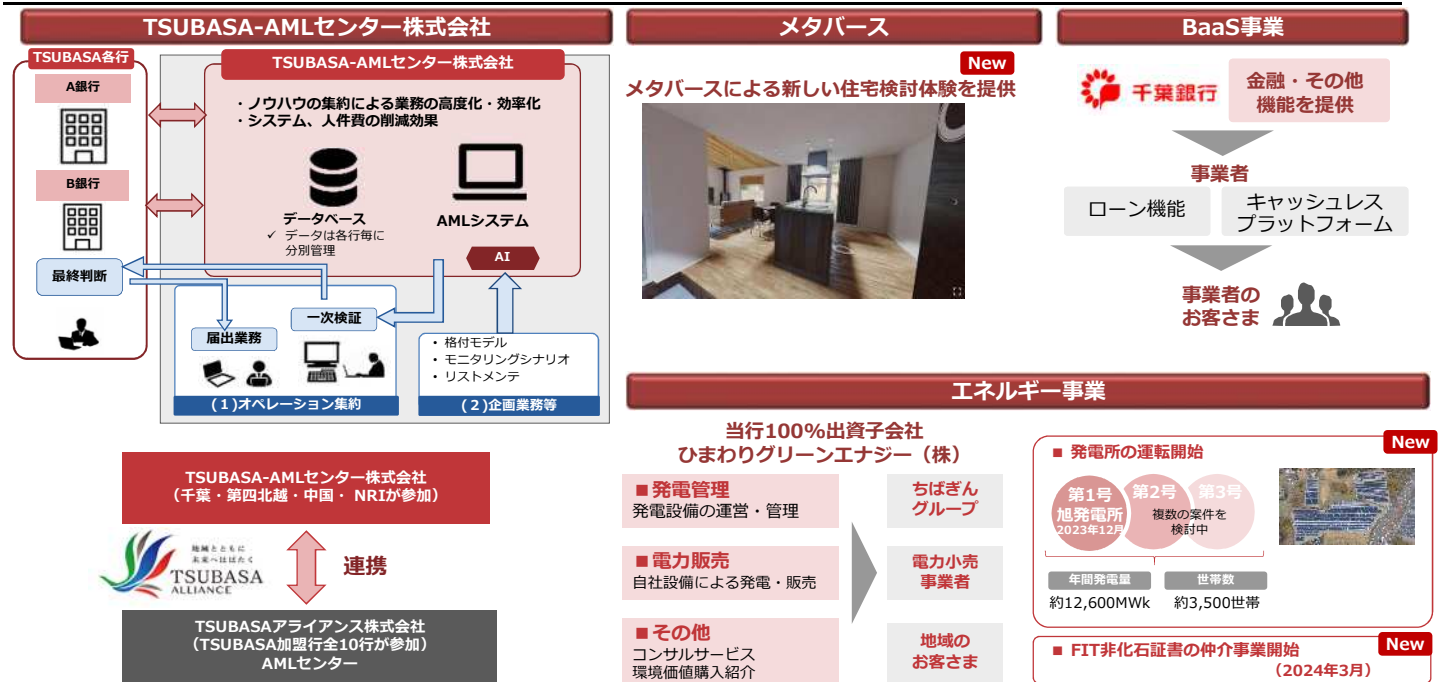 TSUBASA-AMLセンター株式会社
TSUBASA各行
A銀行
B銀行
最終判断
TSUBASA-AMLセンター株式会社
・ノウハウの集約による業務の高度化・効率化
・システム、人件費の削減効果
データベース
✓ データは各行毎に
分別管理
AMLシステム
AI
一次検証
届出業務
(1)オペレーション集約
• 格付モデル
• モニタリングシナリオ
• リストメンテ
(2)企画業務等
TSUBASA-AMLセンター株式会社
（千葉・第四北越・中国・ NRIが参加）
地域とともに
未来へはばたく
TSUBASA
ALLIANCE
連携
TSUBASAアライアンス株式会社
（TSUBASA加盟行全10行が参加）
AMLセンター
メタバース
New
メタバースによる新しい住宅検討体験を提供
BaaS事業
千葉銀行
金融・その他
機能を提供
事業者
ローン機能
キャッシュレス
プラットフォーム
事業者の
お客さま
エネルギー事業
当行100%出資子会社
ひまわりグリーンエナジー（株）
■発電管理
発電設備の運営・管理
■電力販売
自社設備による発電・販売
■その他
コンサルサービス
環境価値購入紹介
ちばぎん
グループ
電力小売
事業者
地域の
お客さま
New
■ 発電所の運転開始
第1号
旭発電所
2023年12月
第2号
第3号
複数の案件を
検討中
年間発電量
約12,600MWk
世帯数
約3,500世帯
New
■ FIT非化石証書の仲介事業開始
（2024年3月）